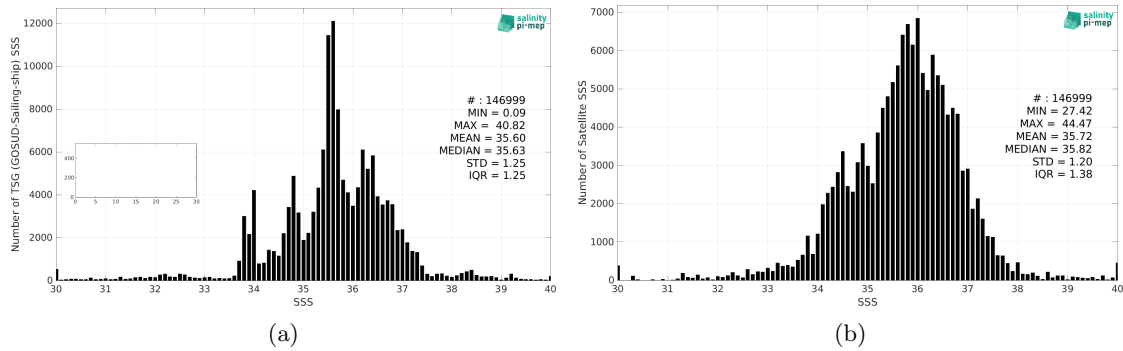 salinity
pi-mep
12000
10000
8000
6000
4000
2000
0
Number of TSG (GOSUD-Sailing-ship) SSS
# : 146999
MIN = 0.09
MAX = 40.82
MEAN = 35.60
MEDIAN = 35.63
STD = 1.25
IQR = 1.25
400
200
0
0 5 10 15 20 25 30
30 31 32 33 34 35 36 37 38 39 40
SSS
(a)
salinity
pi-mep
7000
6000
5000
4000
3000
2000
1000
0
Number of Satellite SSS
# : 146999
MIN = 27.42
MAX = 44.47
MEAN = 35.72
MEDIAN = 35.82
STD = 1.20
IQR = 1.38
30 31 32 33 34 35 36 37 38 39 40
SSS
(b)